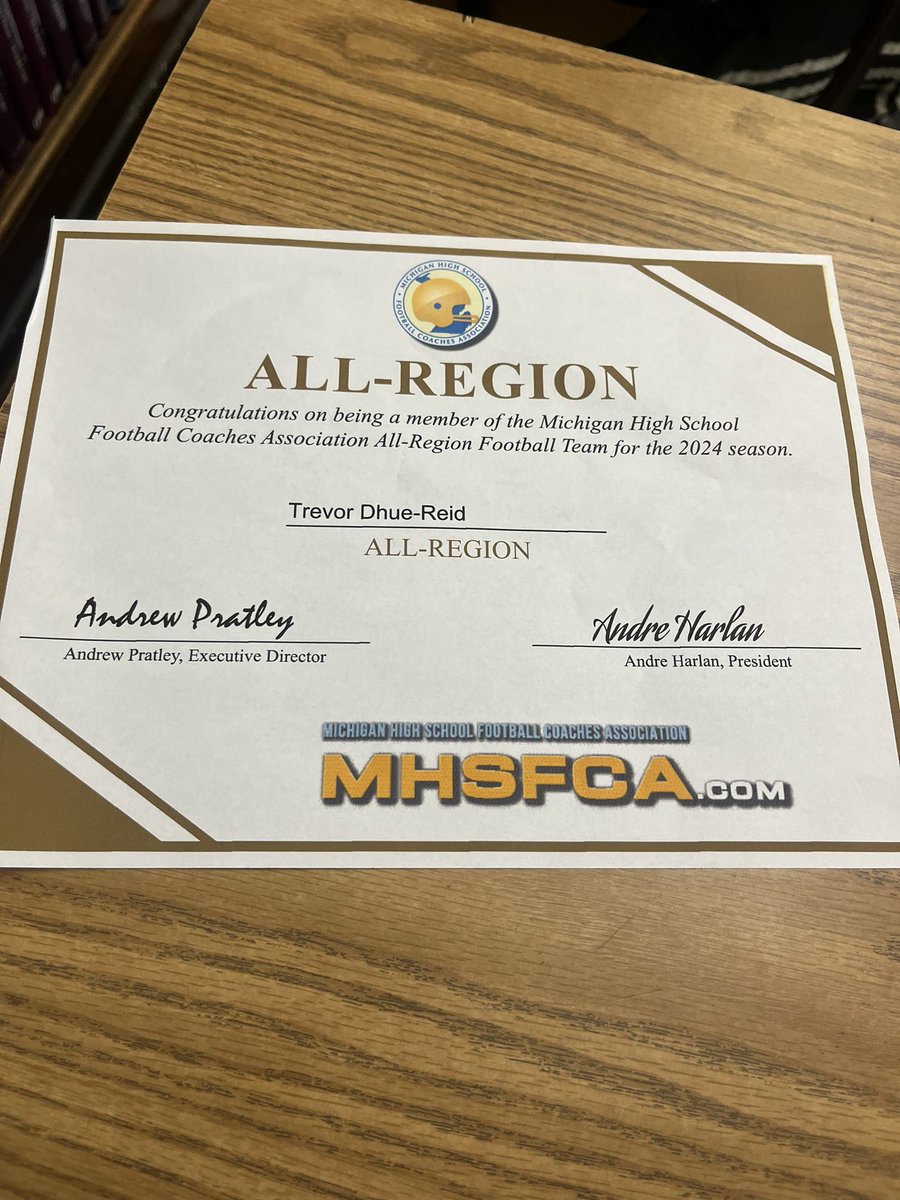 MICHIGAN HIGH SCHOOL
FOOTBALL COACHES ASSOCIATION
ALL-REGION
Congratulations on being a member of the Michigan High School
Football Coaches Association All-Region Football Team for the 2024 season.
Trevor Dhue-Reid
ALL-REGION
Andrew Pratley
Andre Harlan
Andrew Pratley, Executive Director
Andre Harlan, President
MICHIGAN HIGH SCHOOL FOOTBALL COACHES ASSOCIATION
MHSFCA.COM